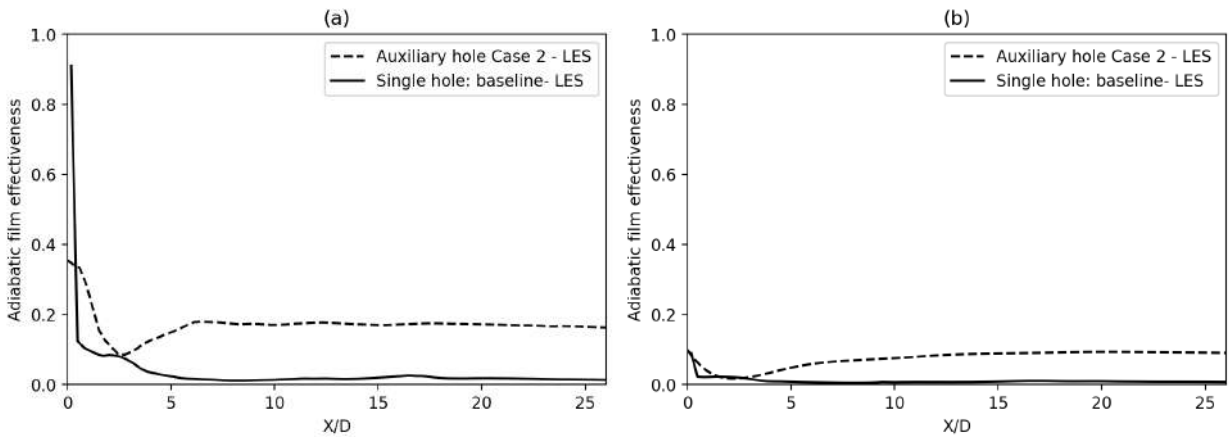 (a)
1.0
0.8
0.6
0.4
0.2
0.0
Adiabatic film effectiveness
Auxiliary hole Case 2 - LES
Single hole: baseline- LES
0 5 10 15 20 25
X/D
(b)
1.0
0.8
0.6
0.4
0.2
0.0
Adiabatic film effectiveness
Auxiliary hole Case 2 - LES
Single hole: baseline- LES
0 5 10 15 20 25
X/D